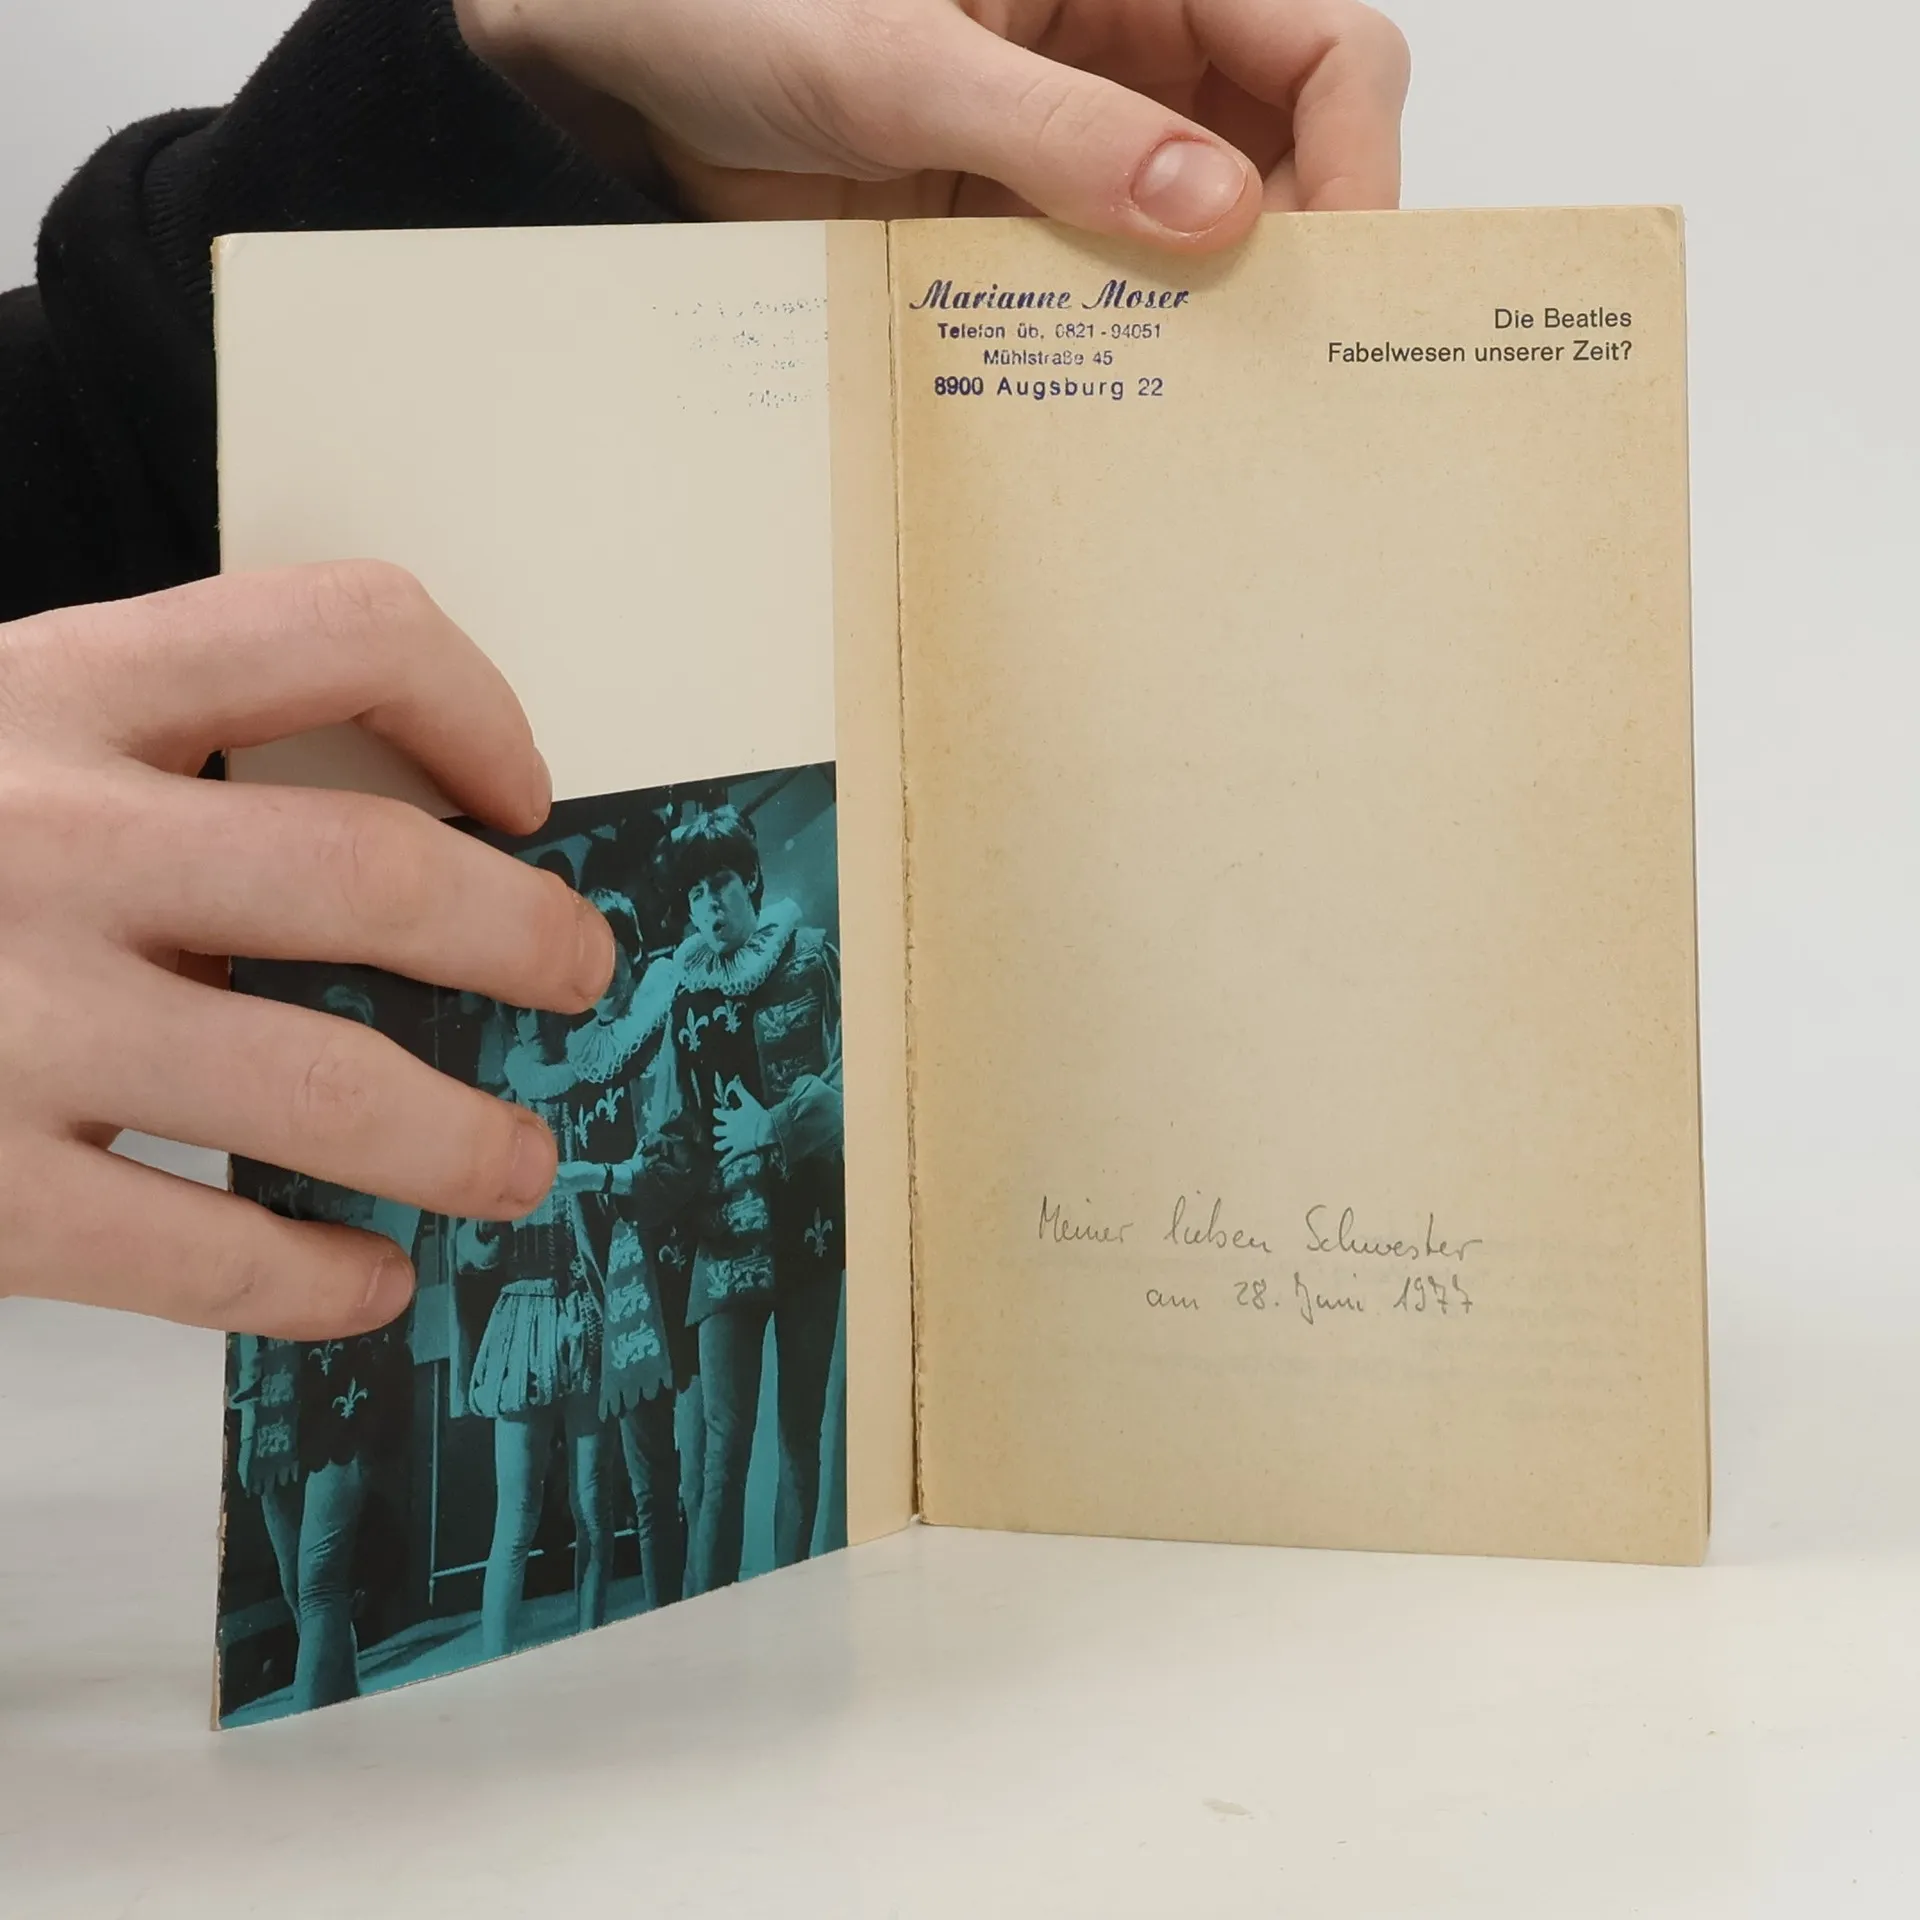 Marianne Moser
Telefon üb. 0821-94051
Mühlstraße 45
8900 Augsburg 22
Die Beatles
Fabelwesen unserer Zeit?
Meiner lieben Schwester
am 28. Juni 1977